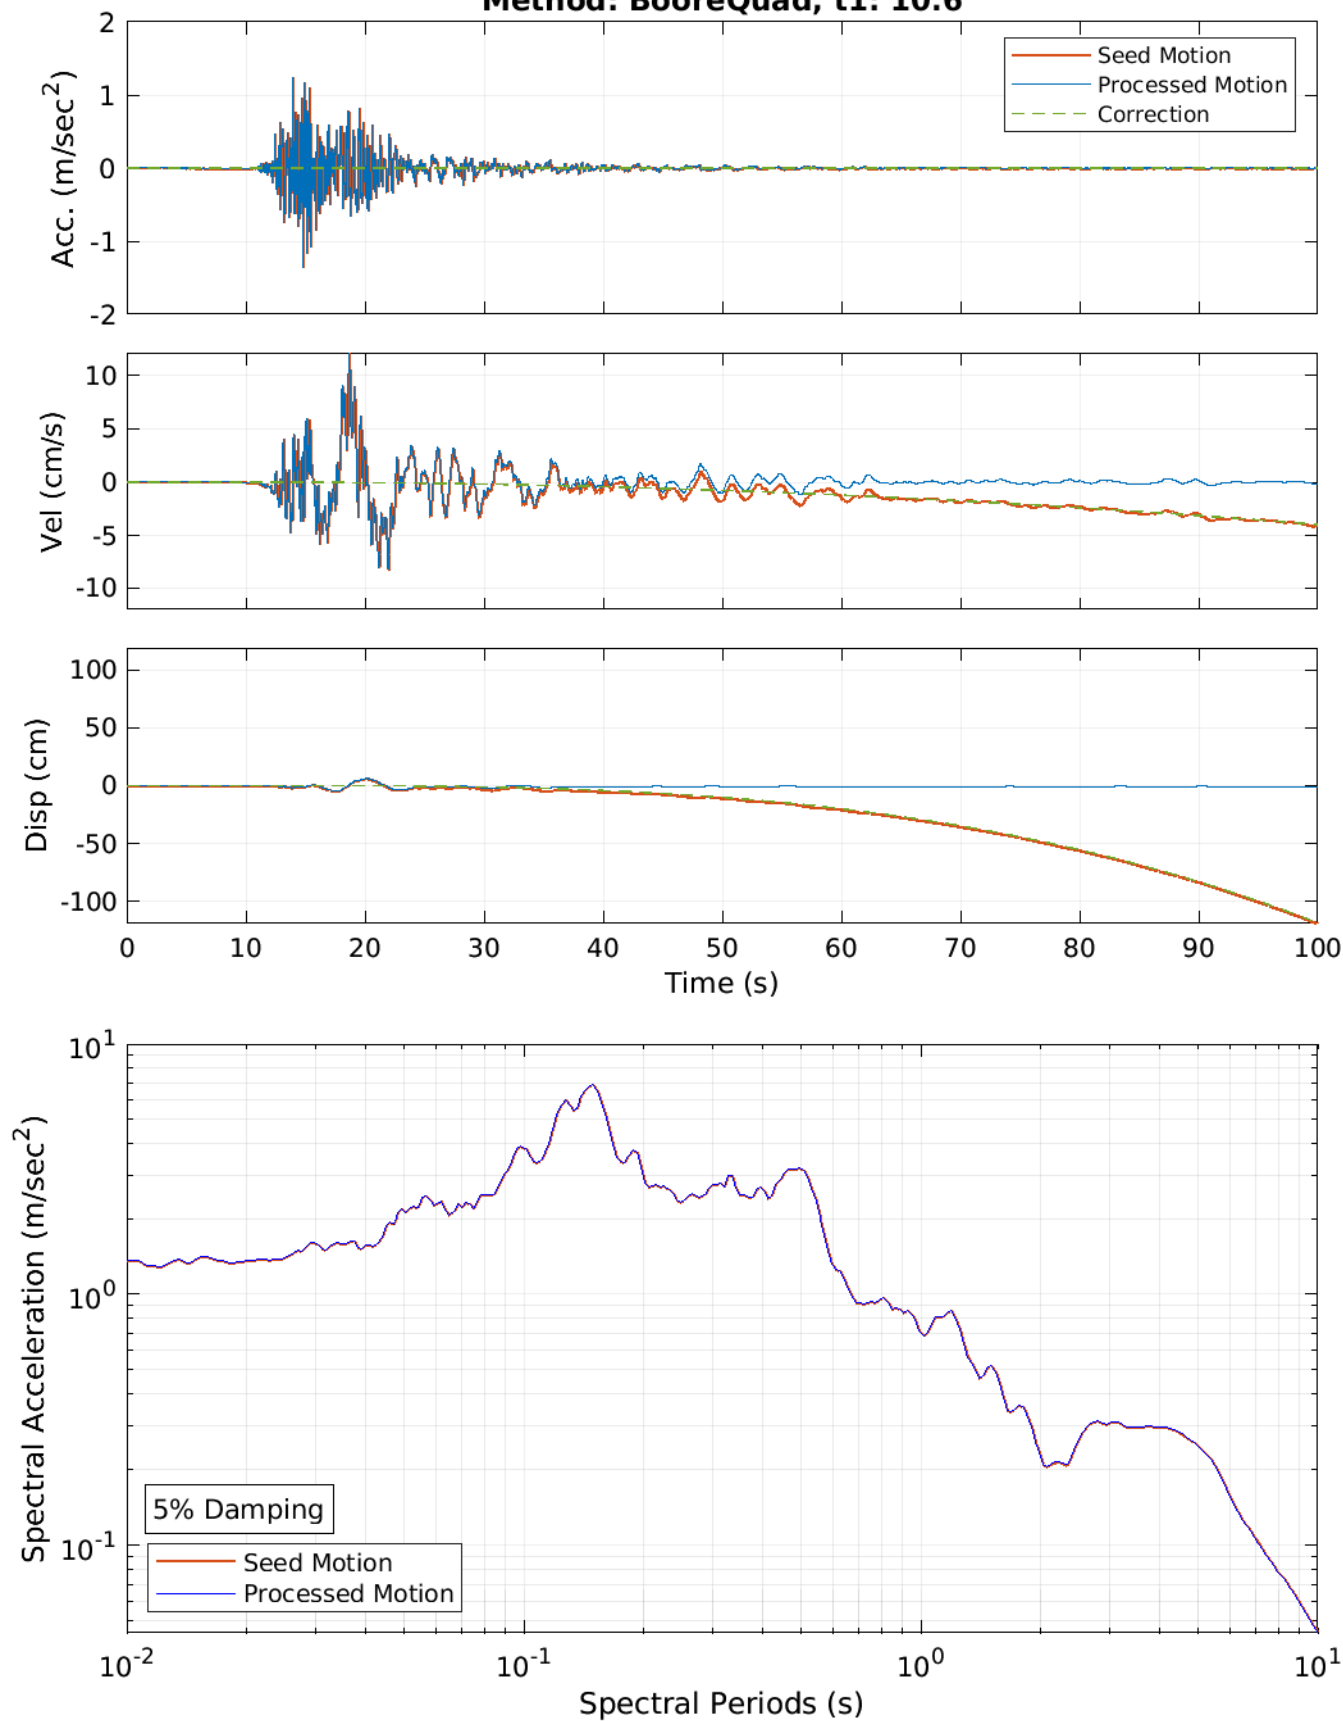 Method: BooreQuad, t1: 10.6
2
1
0
-1
-2
Acc. (m/sec²)
Seed Motion
Processed Motion
Correction
10
5
0
-5
-10
Vel (cm/s)
100
50
0
-50
-100
Disp (cm)
0 10 20 30 40 50 60 70 80 90 100
Time (s)
10¹
10⁰
10⁻¹
Spectral Acceleration (m/sec²)
5% Damping
Seed Motion
Processed Motion
10⁻² 10⁻¹ 10⁰ 10¹
Spectral Periods (s)